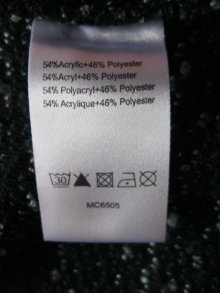 54%Acrylic+46% Polyester
54%Acryl+46% Polyester
54% Polyacryl+46% Polyester
54% Acrylique+46% Polyester
30
MC6505